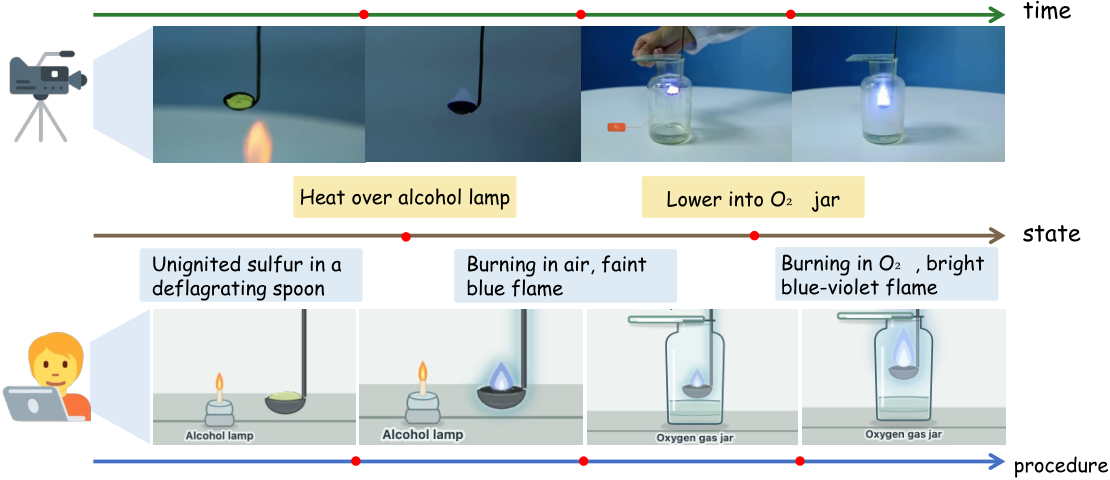 time
Heat over alcohol lamp
Lower into O₂ jar
state
Unignited sulfur in a
deflagrating spoon
Burning in air, faint
blue flame
Burning in O₂ , bright
blue-violet flame
Alcohol lamp
Alcohol lamp
Oxygen gas jar
Oxygen gas jar
procedure